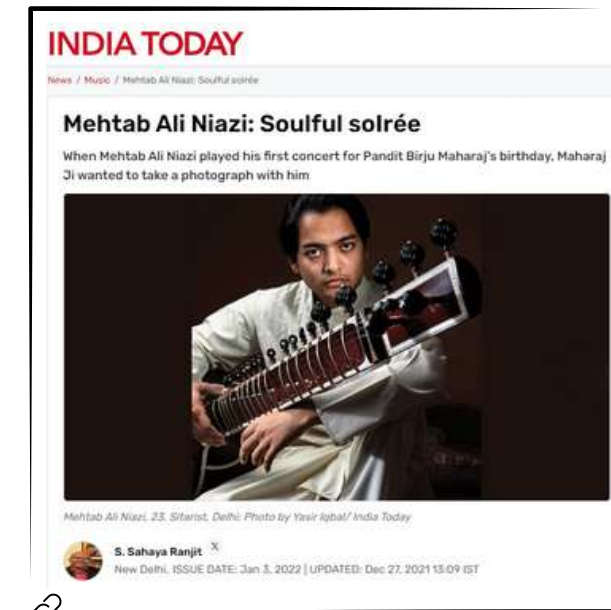 INDIA TODAY
News / Music / Mehtab Ali Niazi: Soulful soirée
Mehtab Ali Niazi: Soulful soIrée
When Mehtab Ali Niazi played his first concert for Pandit Birju Maharaj's birthday, Maharaj
Ji wanted to take a photograph with him
Mehtab Ali Niazi, 23, Sitarist, Delhi; Photo by Yasir Iqbal/ India Today
S. Sahaya Ranjit X
New Delhi, ISSUE DATE: Jan 3, 2022 | UPDATED: Dec 27, 2021 13:09 IST